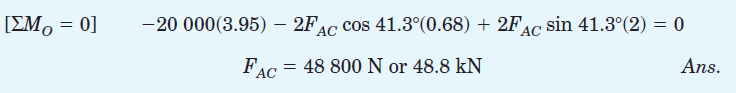 [ΣM_O = 0] −20 000(3.95) − 2F_AC cos 41.3°(0.68) + 2F_AC sin 41.3°(2) = 0
F_AC = 48 800 N or 48.8 kN Ans.